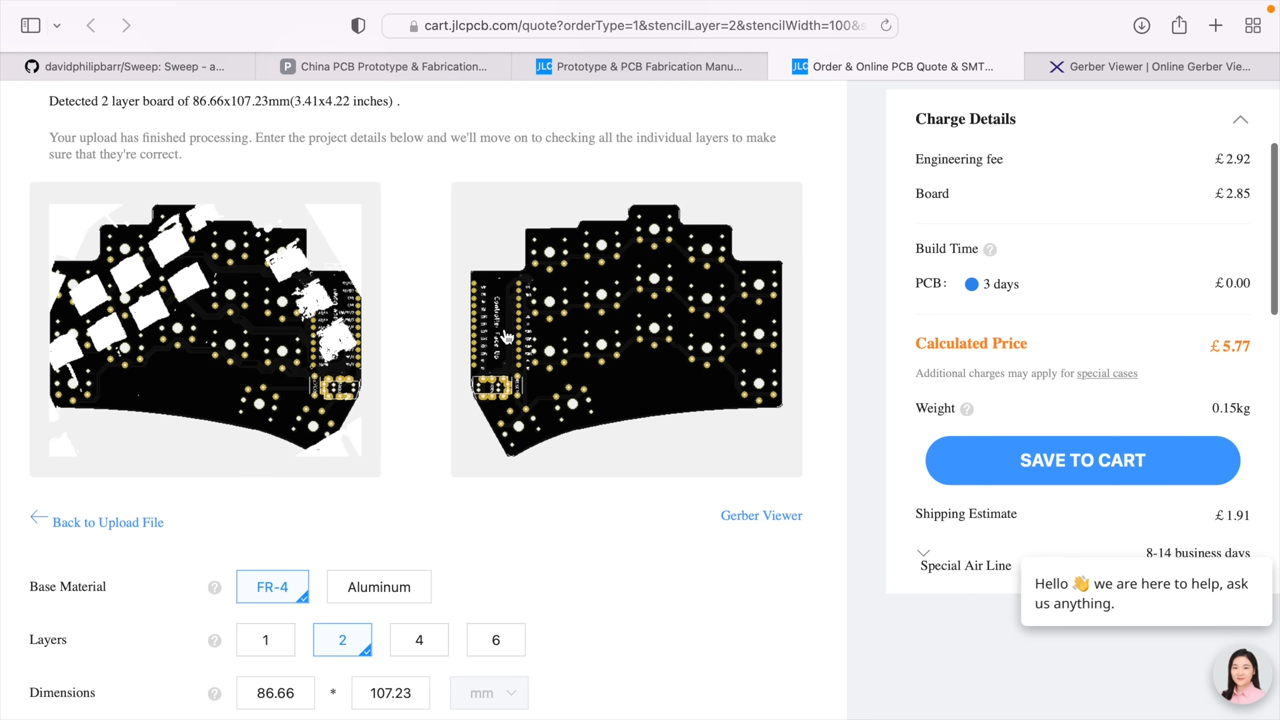 cart.jlcpcb.com/quote?orderType=1&stencilLayer=2&stencilWidth=100&s
davidphilipbarr/Sweep: Sweep - a...
China PCB Prototype & Fabrication...
JLC Prototype & PCB Fabrication Manu...
JLC Order & Online PCB Quote & SMT...
Gerber Viewer | Online Gerber Vie...
Detected 2 layer board of 86.66x107.23mm(3.41x4.22 inches) .
Your upload has finished processing. Enter the project details below and we'll move on to checking all the individual layers to make
sure that they're correct.
Controller Face Up
Back to Upload File
Gerber Viewer
Base Material
?
FR-4
Aluminum
Layers
?
1
2
4
6
Dimensions
?
86.66
*
107.23
mm
Charge Details
Engineering fee
£ 2.92
Board
£ 2.85
Build Time ?
PCB:
3 days
£ 0.00
Calculated Price
£ 5.77
Additional charges may apply for special cases
Weight ?
0.15kg
SAVE TO CART
Shipping Estimate
£ 1.91
8-14 business days
Special Air Line
Hello 👋 we are here to help, ask
us anything.